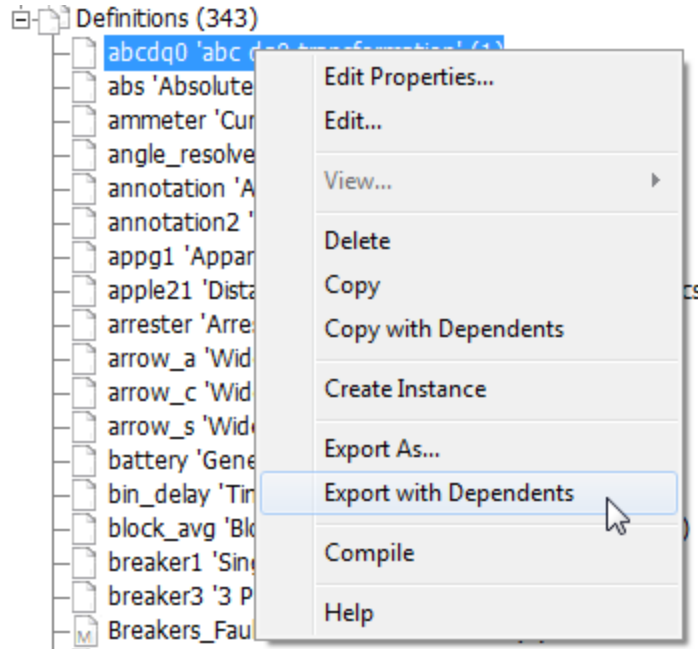 Definitions (343)
abcdq0 'abc dq0 transformation' (1)
abs 'Absolute
ammeter 'Cur
angle_resolve
annotation 'A
annotation2 '
appg1 'Appar
apple21 'Dista
arrester 'Arre
arrow_a 'Wid
arrow_c 'Wid
arrow_s 'Wide
battery 'Gene
bin_delay 'Tin
block_avg 'Blo
breaker1 'Sing
breaker3 '3 P
M Breakers_Faul
Edit Properties...
Edit...
View...
Delete
Copy
Copy with Dependents
Create Instance
Export As...
Export with Dependents
Compile
Help